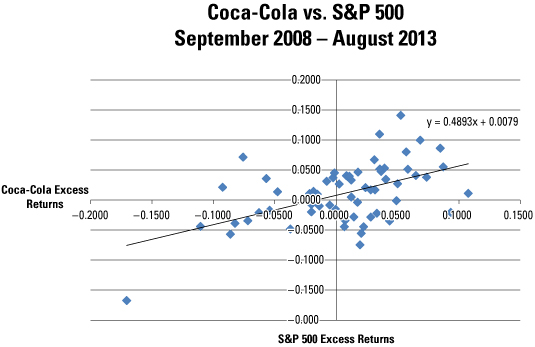 Coca-Cola vs. S&P 500
September 2008 – August 2013
0.2000
0.1500
y = 0.4893x + 0.0079
0.1000
0.0500
Coca-Cola Excess
Returns
0.0000
−0.2000 −0.1500 −0.1000 −0.0500 0.0000 0.0500 0.1000 0.1500
−0.0500
−0.1000
−0.1500
−0.000
S&P 500 Excess Returns